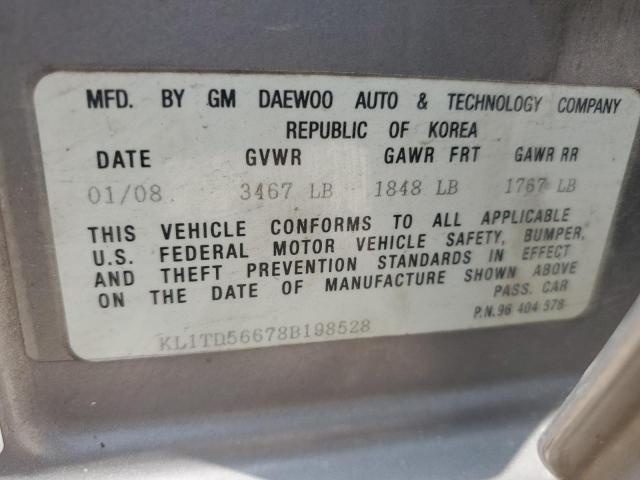 MFD. BY GM DAEWOO AUTO & TECHNOLOGY COMPANY
REPUBLIC OF KOREA
DATE GVWR GAWR FRT GAWR RR
01/08 3467 LB 1848 LB 1767 LB
THIS VEHICLE CONFORMS TO ALL APPLICABLE
U.S. FEDERAL MOTOR VEHICLE SAFETY, BUMPER,
AND THEFT PREVENTION STANDARDS IN EFFECT
ON THE DATE OF MANUFACTURE SHOWN ABOVE
PASS. CAR
P.N.96 404 578
KL1TD56678B198528